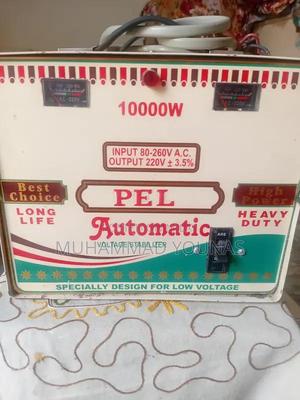 10000W
INPUT 80-260V A.C.
OUTPUT 220V ± 3.5%
Best
Choice
PEL
High
Power
LONG
LIFE
Automatic
HEAVY
DUTY
VOLTAGE STABILIZER
MUHAMMAD YOUNAS
SPECIALLY DESIGN FOR LOW VOLTAGE